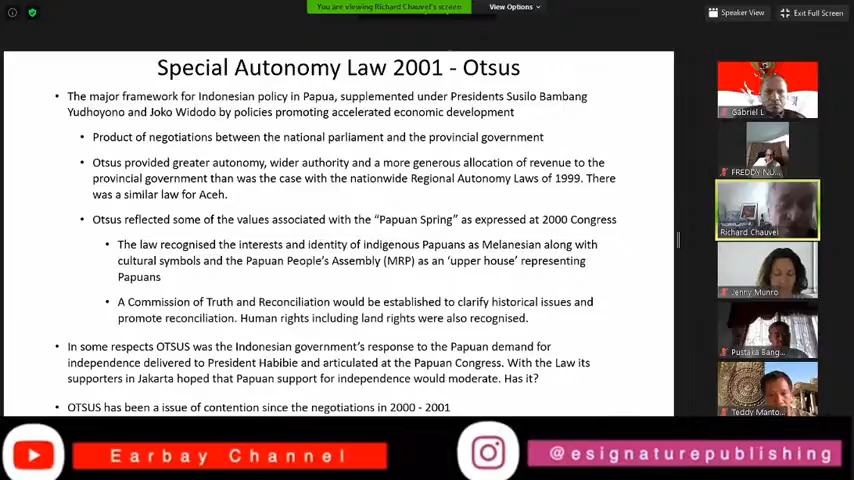 You are viewing Richard Chauvel's screen
View Options
Speaker View
Exit Full Screen
Special Autonomy Law 2001 - Otsus
• The major framework for Indonesian policy in Papua, supplemented under Presidents Susilo Bambang
Yudhoyono and Joko Widodo by policies promoting accelerated economic development
• Product of negotiations between the national parliament and the provincial government
• Otsus provided greater autonomy, wider authority and a more generous allocation of revenue to the
provincial government than was the case with the nationwide Regional Autonomy Laws of 1999. There
was a similar law for Aceh.
• Otsus reflected some of the values associated with the “Papuan Spring” as expressed at 2000 Congress
• The law recognised the interests and identity of indigenous Papuans as Melanesian along with
cultural symbols and the Papuan People's Assembly (MRP) as an ‘upper house’ representing
Papuans
• A Commission of Truth and Reconciliation would be established to clarify historical issues and
promote reconciliation. Human rights including land rights were also recognised.
• In some respects OTSUS was the Indonesian government's response to the Papuan demand for
independence delivered to President Habibie and articulated at the Papuan Congress. With the Law its
supporters in Jakarta hoped that Papuan support for independence would moderate. Has it?
• OTSUS has been a issue of contention since the negotiations in 2000 - 2001
Gabriel L
FREDDY NU...
Richard Chauvel
Jenny Munro
Pustaka Bang...
Teddy Manto...
Earbay Channel
@esignaturepublishing